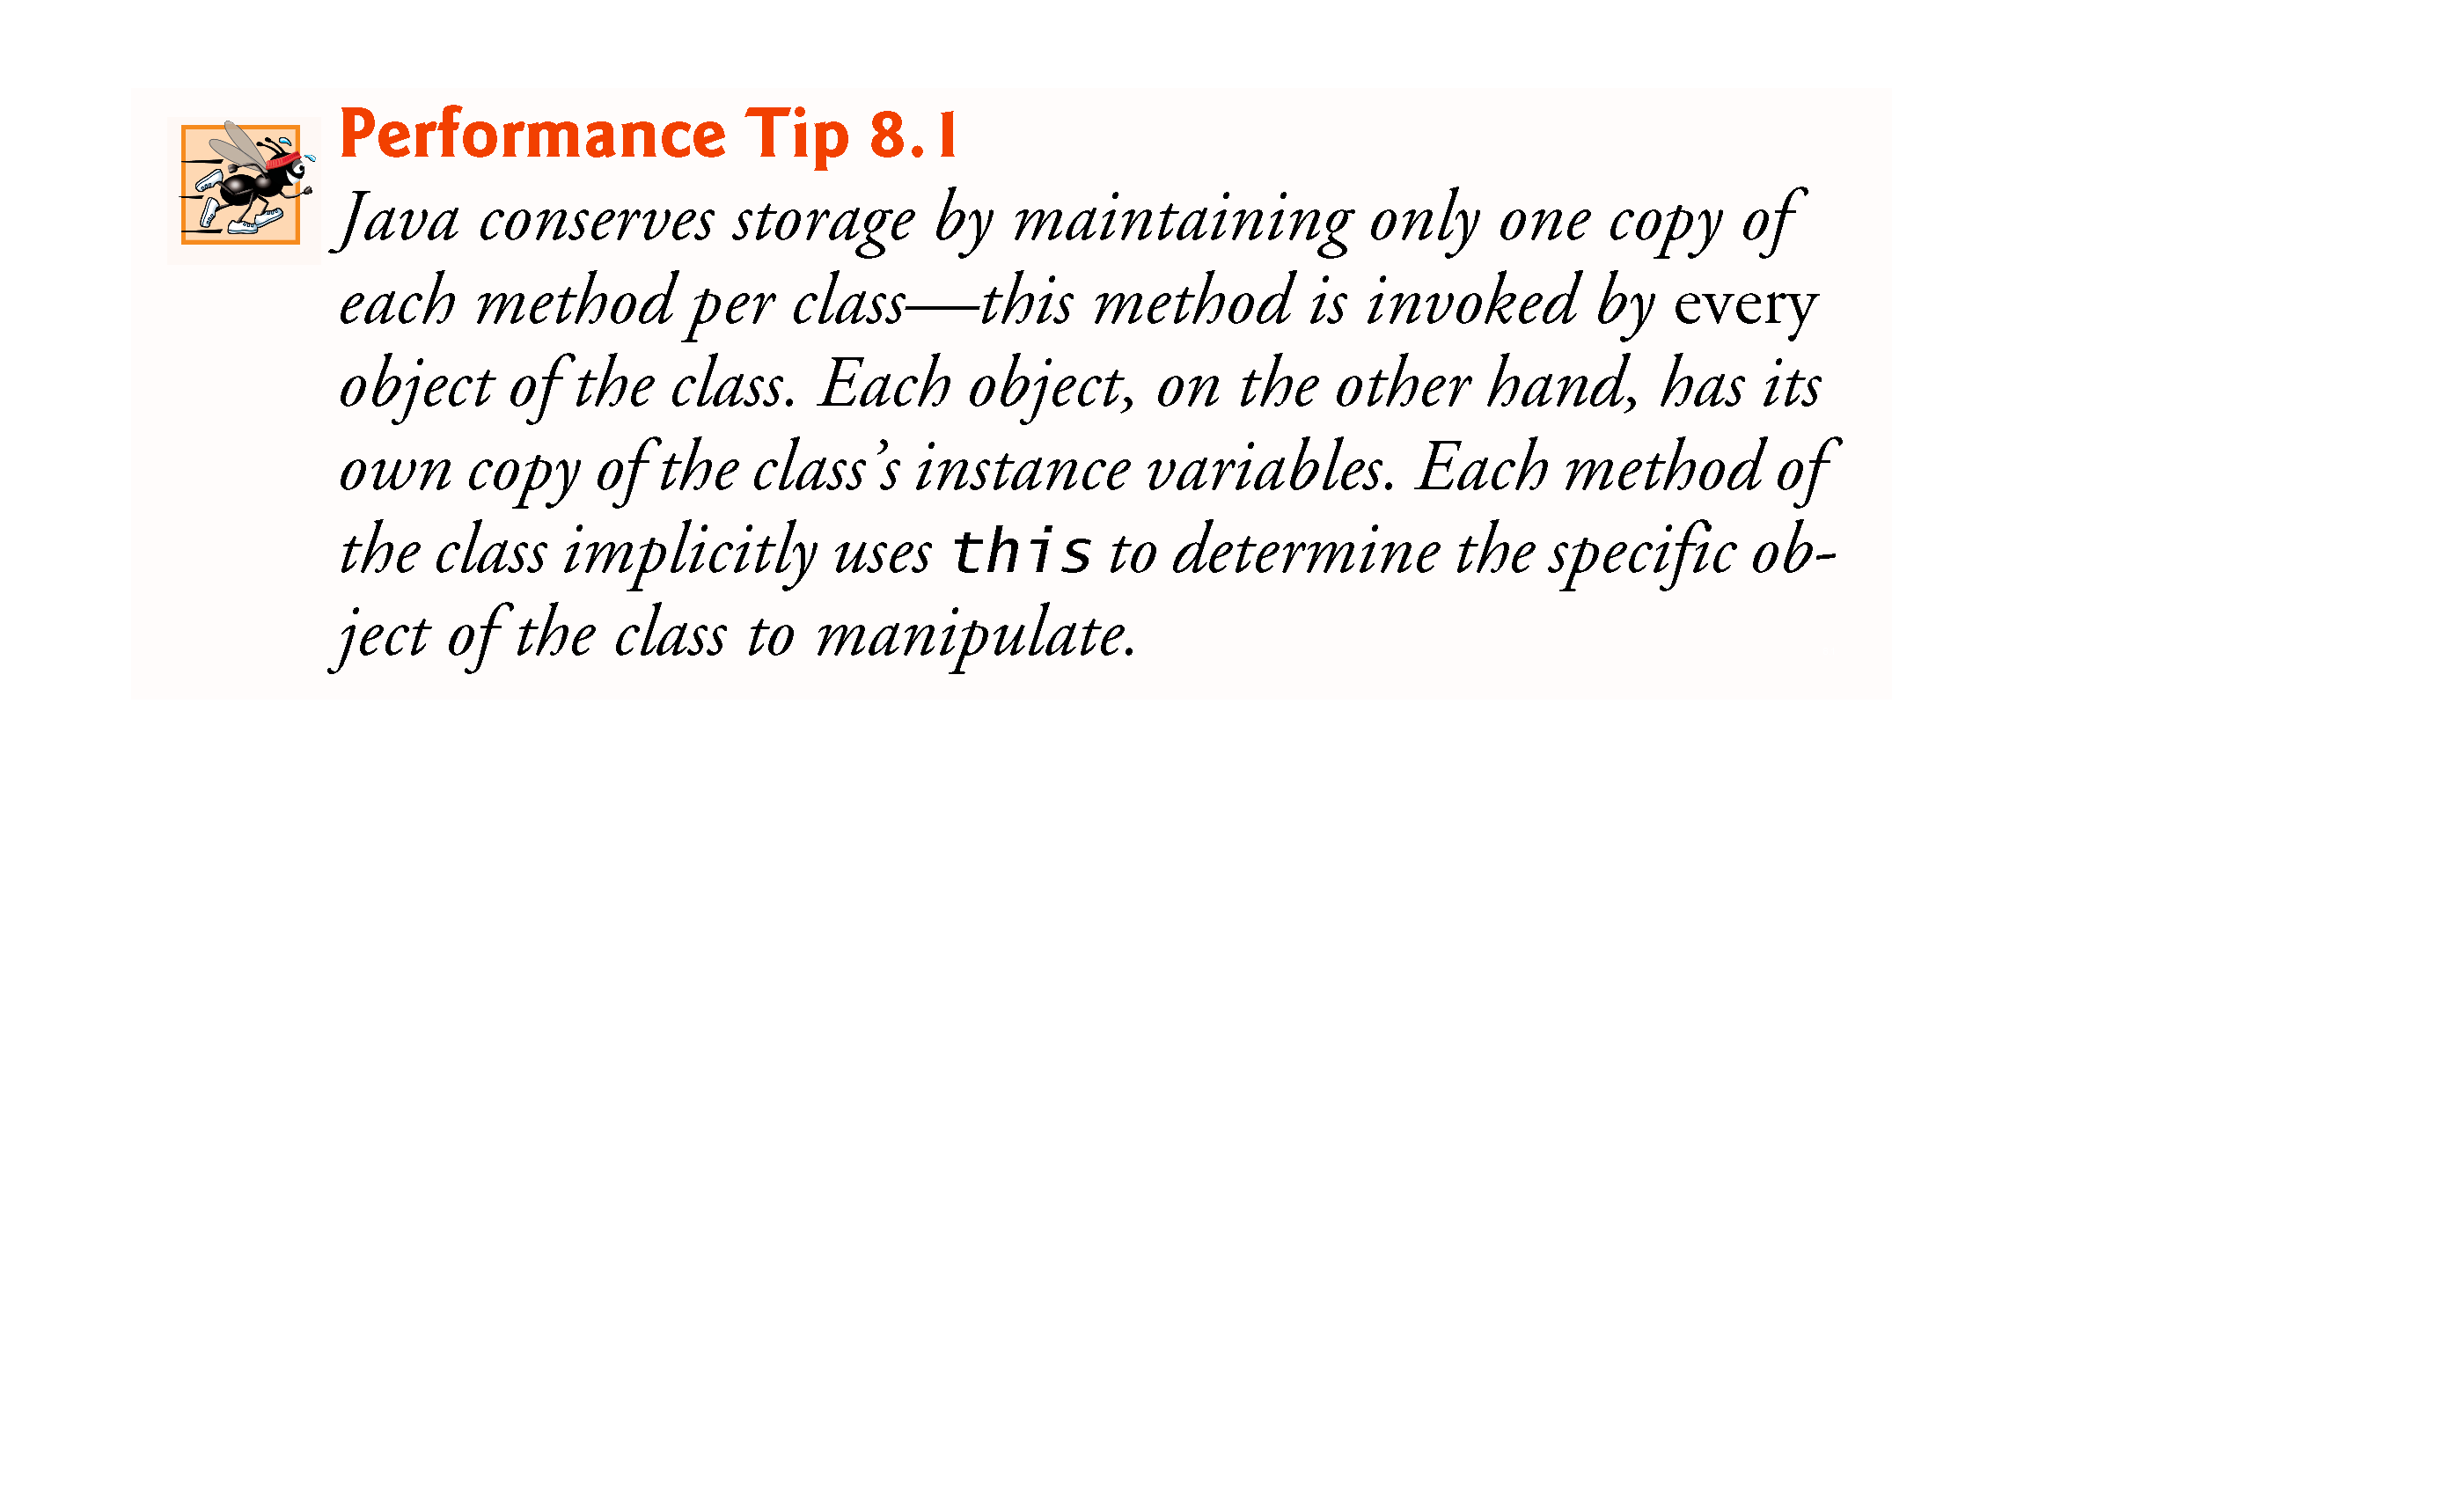 Performance Tip 8.1
Java conserves storage by maintaining only one copy of
each method per class—this method is invoked by every
object of the class. Each object, on the other hand, has its
own copy of the class’s instance variables. Each method of
the class implicitly uses this to determine the specific ob-
ject of the class to manipulate.